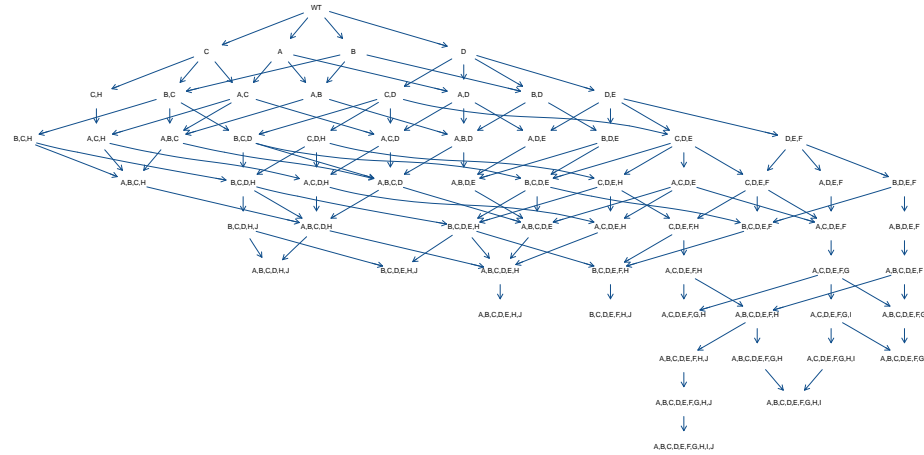 WT
C A B D
C,H B,C A,C A,B C,D A,D B,D D,E
B,C,H A,C,H A,B,C B,C,D C,D,H A,C,D A,B,D A,D,E B,D,E C,D,E D,E,F
A,B,C,H B,C,D,H A,C,D,H A,B,C,D A,B,D,E B,C,D,E C,D,E,H A,C,D,E C,D,E,F A,D,E,F B,D,E,F
B,C,D,H,J A,B,C,D,H B,C,D,E,H A,B,C,D,E A,C,D,E,H C,D,E,F,H B,C,D,E,F A,C,D,E,F A,B,D,E,F
A,B,C,D,H,J B,C,D,E,H,J A,B,C,D,E,H B,C,D,E,F,H A,C,D,E,F,H A,C,D,E,F,G A,B,C,D,E,F
A,B,C,D,E,H,J B,C,D,E,F,H,J A,C,D,E,F,G,H A,B,C,D,E,F,H A,C,D,E,F,G,I A,B,C,D,E,F,G
A,B,C,D,E,F,H,J A,B,C,D,E,F,G,H A,C,D,E,F,G,H,I A,B,C,D,E,F,G
A,B,C,D,E,F,G,H,J A,B,C,D,E,F,G,H,I
A,B,C,D,E,F,G,H,I,J